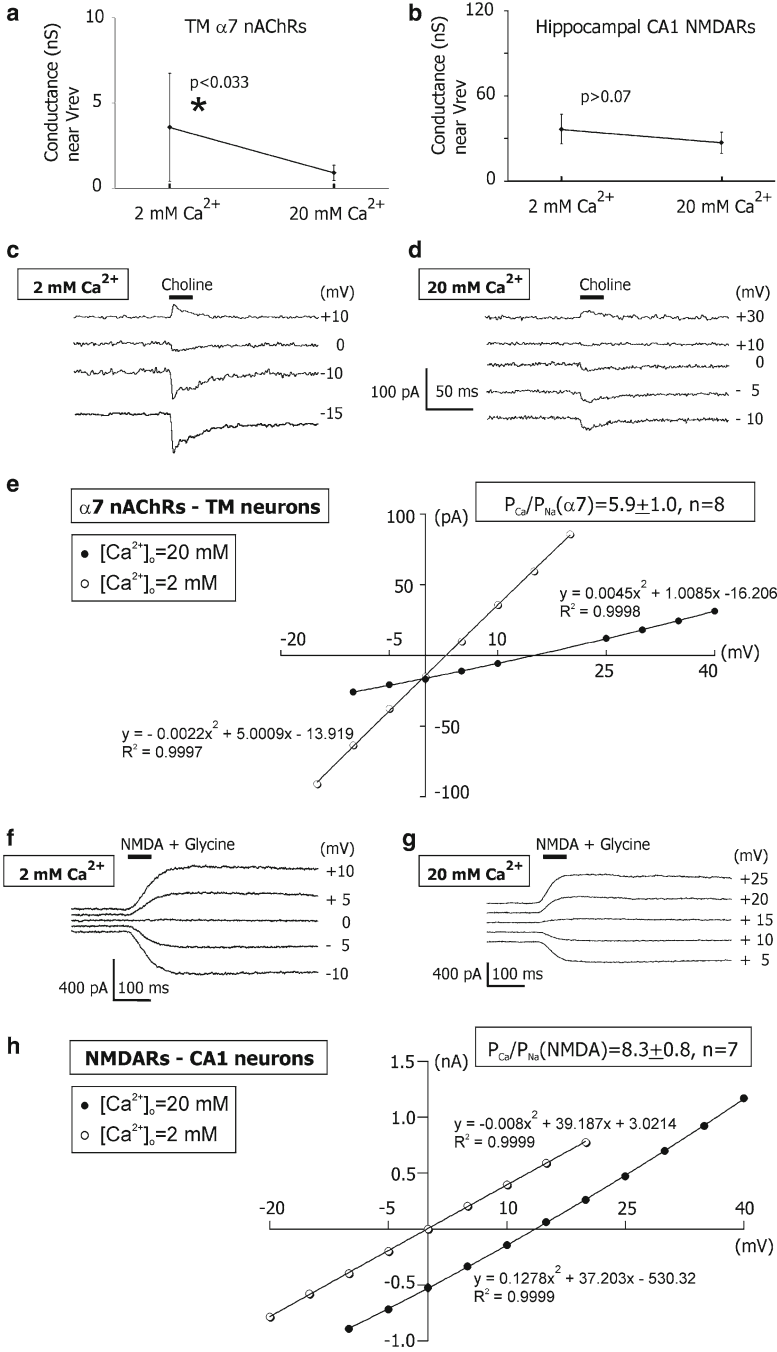 a
TM α7 nAChRs
Conductance (nS)
near Vrev
10
5
0
p<0.033
*
2 mM Ca²⁺
20 mM Ca²⁺
b
Hippocampal CA1 NMDARs
Conductance (nS)
near Vrev
120
60
0
p>0.07
2 mM Ca²⁺
20 mM Ca²⁺
c
2 mM Ca²⁺
Choline
(mV)
+10
0
-10
-15
d
20 mM Ca²⁺
Choline
(mV)
+30
+10
0
- 5
- 10
100 pA
50 ms
e
α7 nAChRs - TM neurons
[Ca²⁺]ₒ=20 mM
[Ca²⁺]ₒ=2 mM
P_Ca/P_Na(α7)=5.9±1.0, n=8
100
(pA)
50
y = 0.0045x² + 1.0085x -16.206
R² = 0.9998
-20
-5
10
25
40
(mV)
-50
-100
y = - 0.0022x² + 5.0009x - 13.919
R² = 0.9997
f
NMDA + Glycine
2 mM Ca²⁺
(mV)
+10
+ 5
0
- 5
-10
400 pA
100 ms
g
NMDA + Glycine
20 mM Ca²⁺
(mV)
+25
+20
+ 15
+ 10
+ 5
400 pA
100 ms
h
NMDARs - CA1 neurons
[Ca²⁺]ₒ=20 mM
[Ca²⁺]ₒ=2 mM
P_Ca/P_Na(NMDA)=8.3±0.8, n=7
1.5
(nA)
1.0
0.5
y = -0.008x² + 39.187x + 3.0214
R² = 0.9999
-20
-5
10
25
40
(mV)
-0.5
-1.0
y = 0.1278x² + 37.203x - 530.32
R² = 0.9999